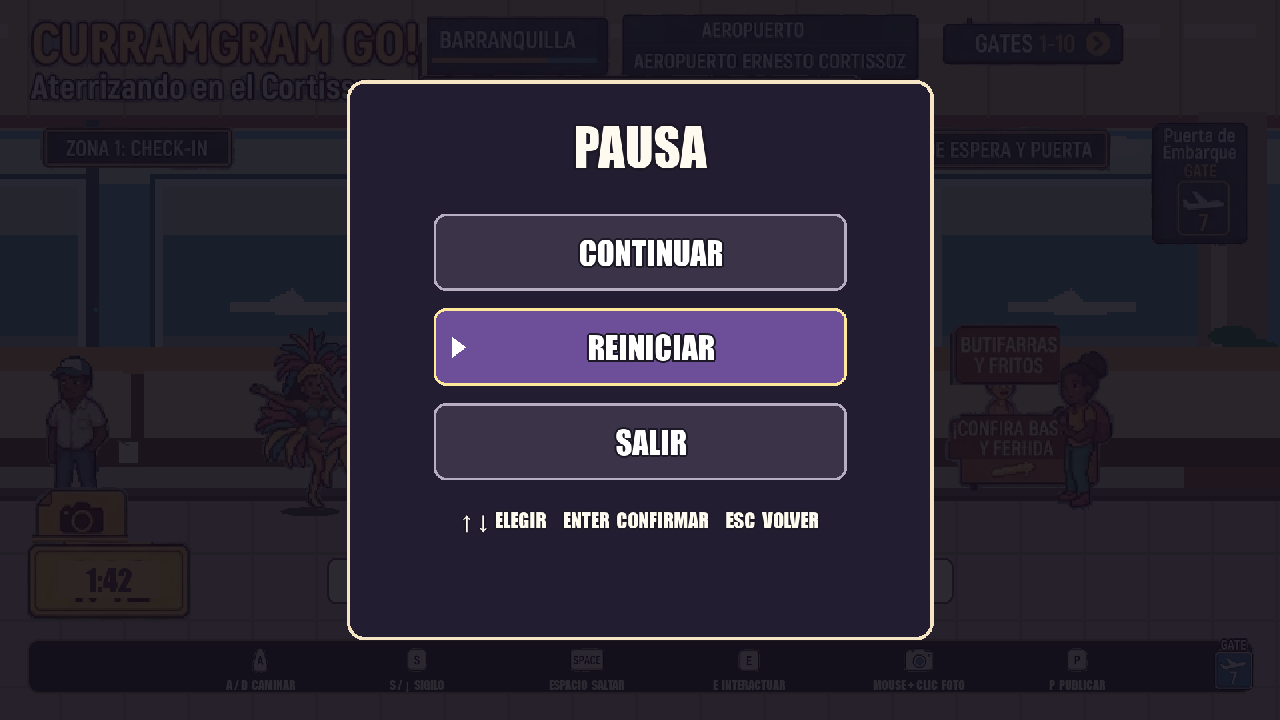 CURRAMGRAM GO!
Aterrizando en el Cortiss
BARRANQUILLA
AEROPUERTO
AEROPUERTO ERNESTO CORTISSOZ
GATES 1-10
ZONA 1: CHECK-IN
E ESPERA Y PUERTA
Puerta de
Embarque
GATE
7
PAUSA
CONTINUAR
REINICIAR
SALIR
↑ ↓ ELEGIR ENTER CONFIRMAR ESC VOLVER
BUTIFARRAS
Y FRITOS
¡CONFIRA BAS
Y FERIIDA
1:42
A
A / D CAMINAR
S
S / ↓ SIGILO
SPACE
ESPACIO SALTAR
E
E INTERACTUAR
MOUSE + CLIC FOTO
P
P PUBLICAR
GATE
7